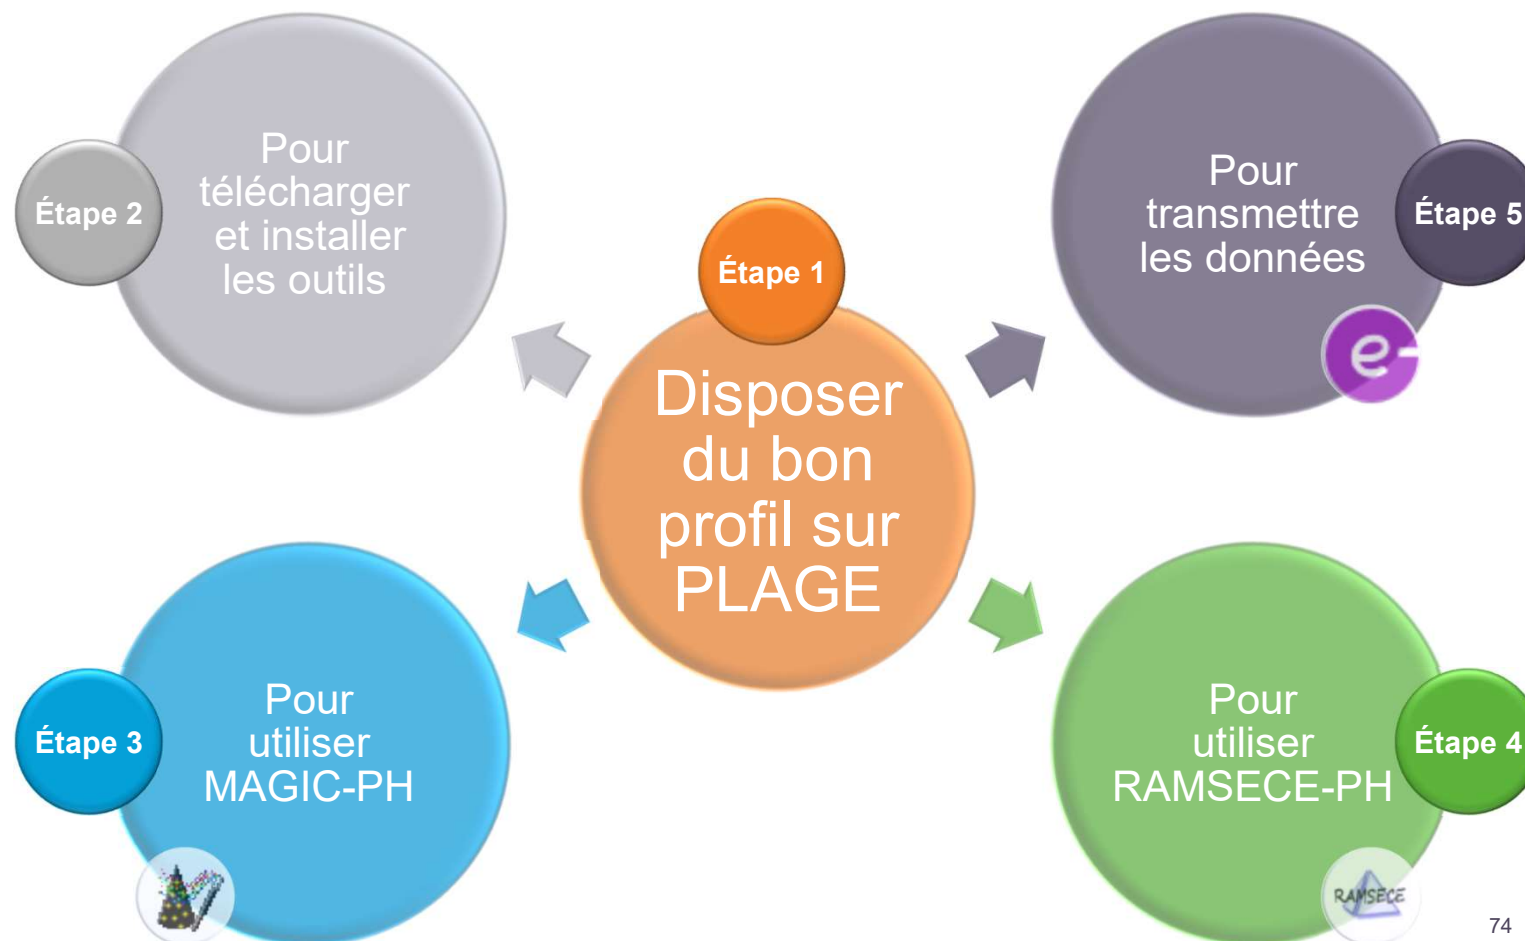 Étape 1
Disposer
du bon
profil sur
PLAGE
Étape 2
Pour
télécharger
et installer
les outils
Étape 3
Pour
utiliser
MAGIC-PH
Étape 4
Pour
utiliser
RAMSECE-PH
RAMSECE
Étape 5
Pour
transmettre
les données
e-
74